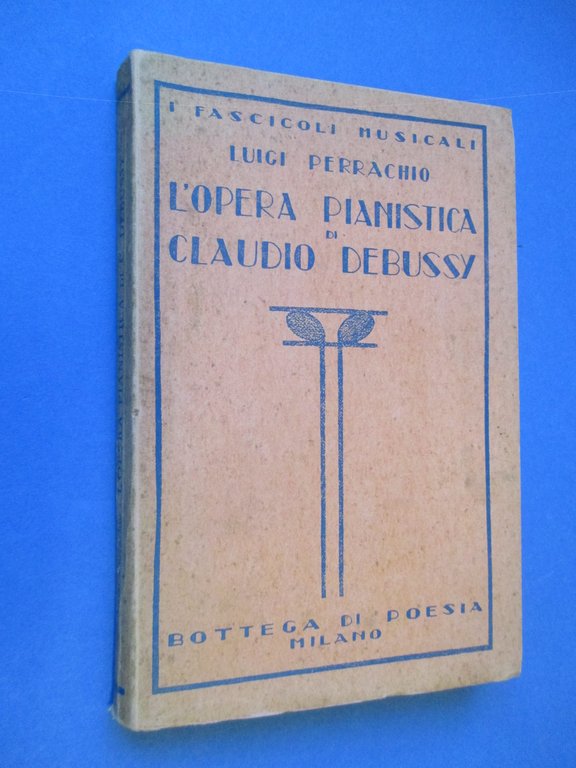 I FASCICOLI MUSICALI
LUIGI PERRACHIO
L'OPERA PIANISTICA
DI
CLAUDIO DEBUSSY
BOTTEGA DI POESIA
MILANO